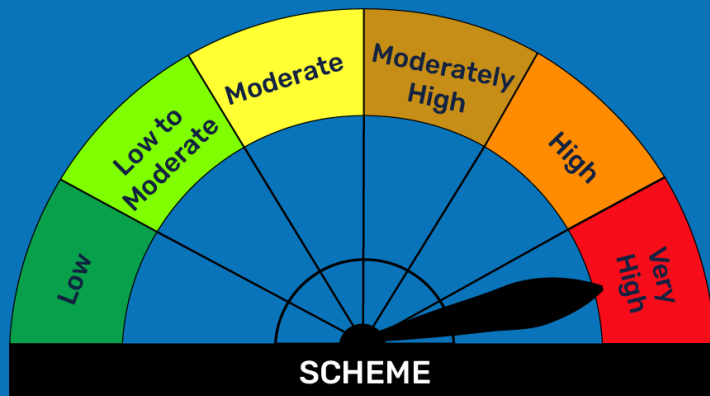 Low
Low to
Moderate
Moderate
Moderately
High
High
Very
High
SCHEME